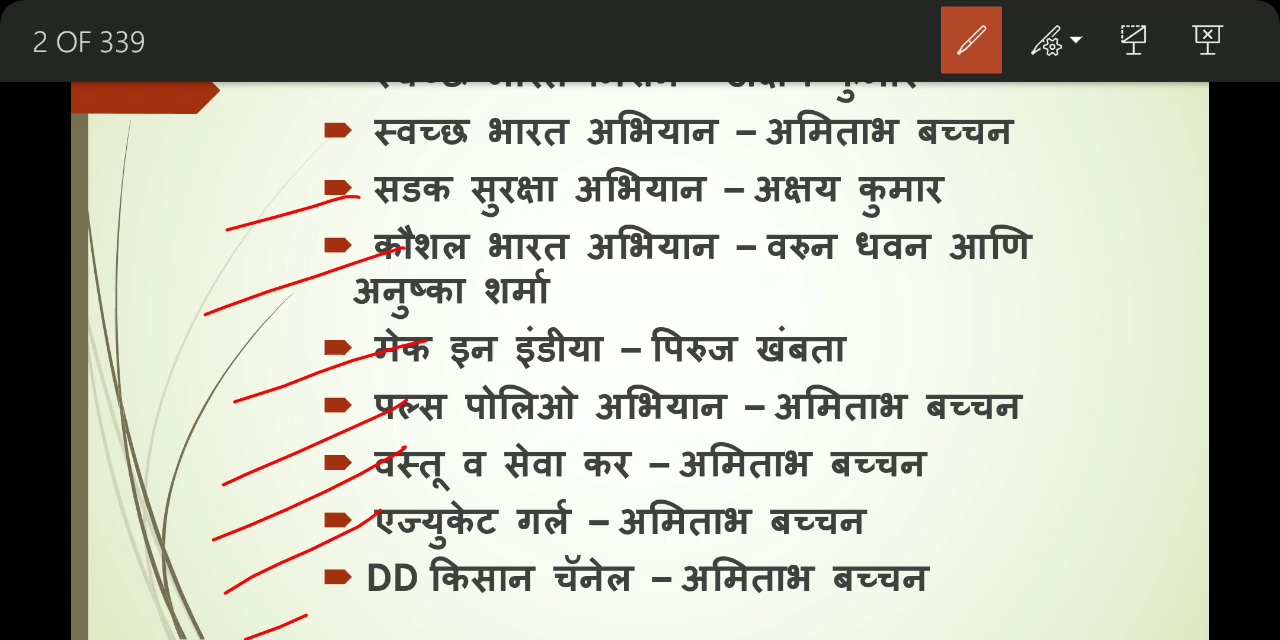 2 OF 339
स्वच्छ भारत अभियान – अमिताभ बच्चन
सडक सुरक्षा अभियान – अक्षय कुमार
कौशल भारत अभियान – वरुन धवन आणि
अनुष्का शर्मा
मेक इन इंडीया – पिरुज खंबता
पल्स पोलिओ अभियान – अमिताभ बच्चन
वस्तू व सेवा कर – अमिताभ बच्चन
एज्युकेट गर्ल – अमिताभ बच्चन
DD किसान चॅनेल – अमिताभ बच्चन